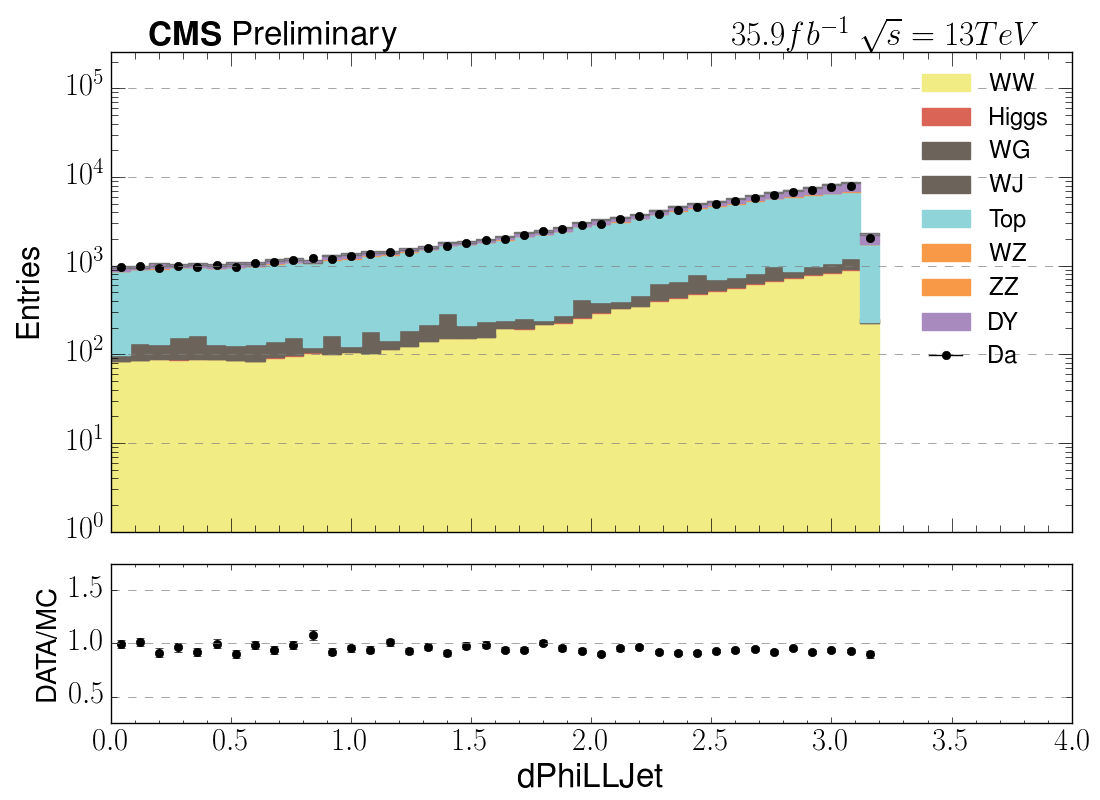 CMS Preliminary 35.9fb⁻¹ √s = 13TeV
10⁵
10⁴
10³
10²
10¹
10⁰
Entries
WW
Higgs
WG
WJ
Top
WZ
ZZ
DY
Da
1.5
1.0
0.5
DATA/MC
0.0 0.5 1.0 1.5 2.0 2.5 3.0 3.5 4.0
dPhiLLJet